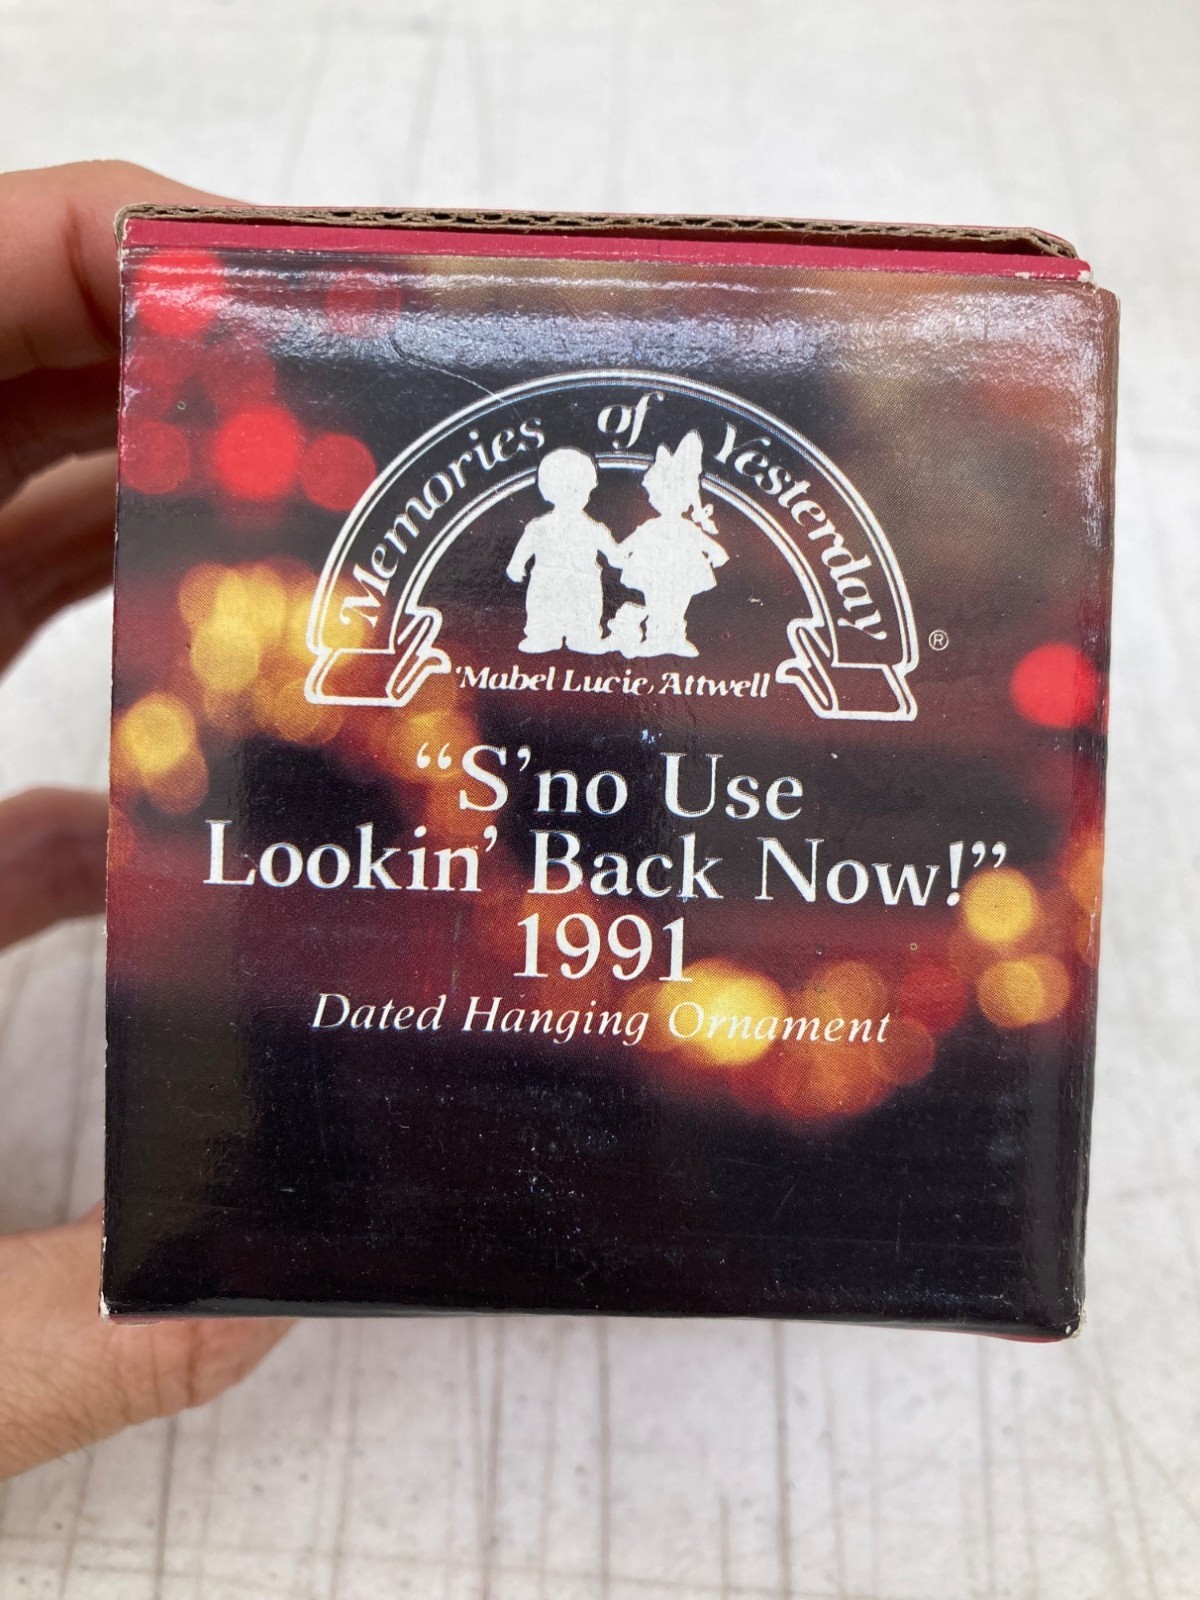 Memories of Yesterday
®
Mabel Lucie Attwell
“S’no Use
Lookin’ Back Now!”
1991
Dated Hanging Ornament